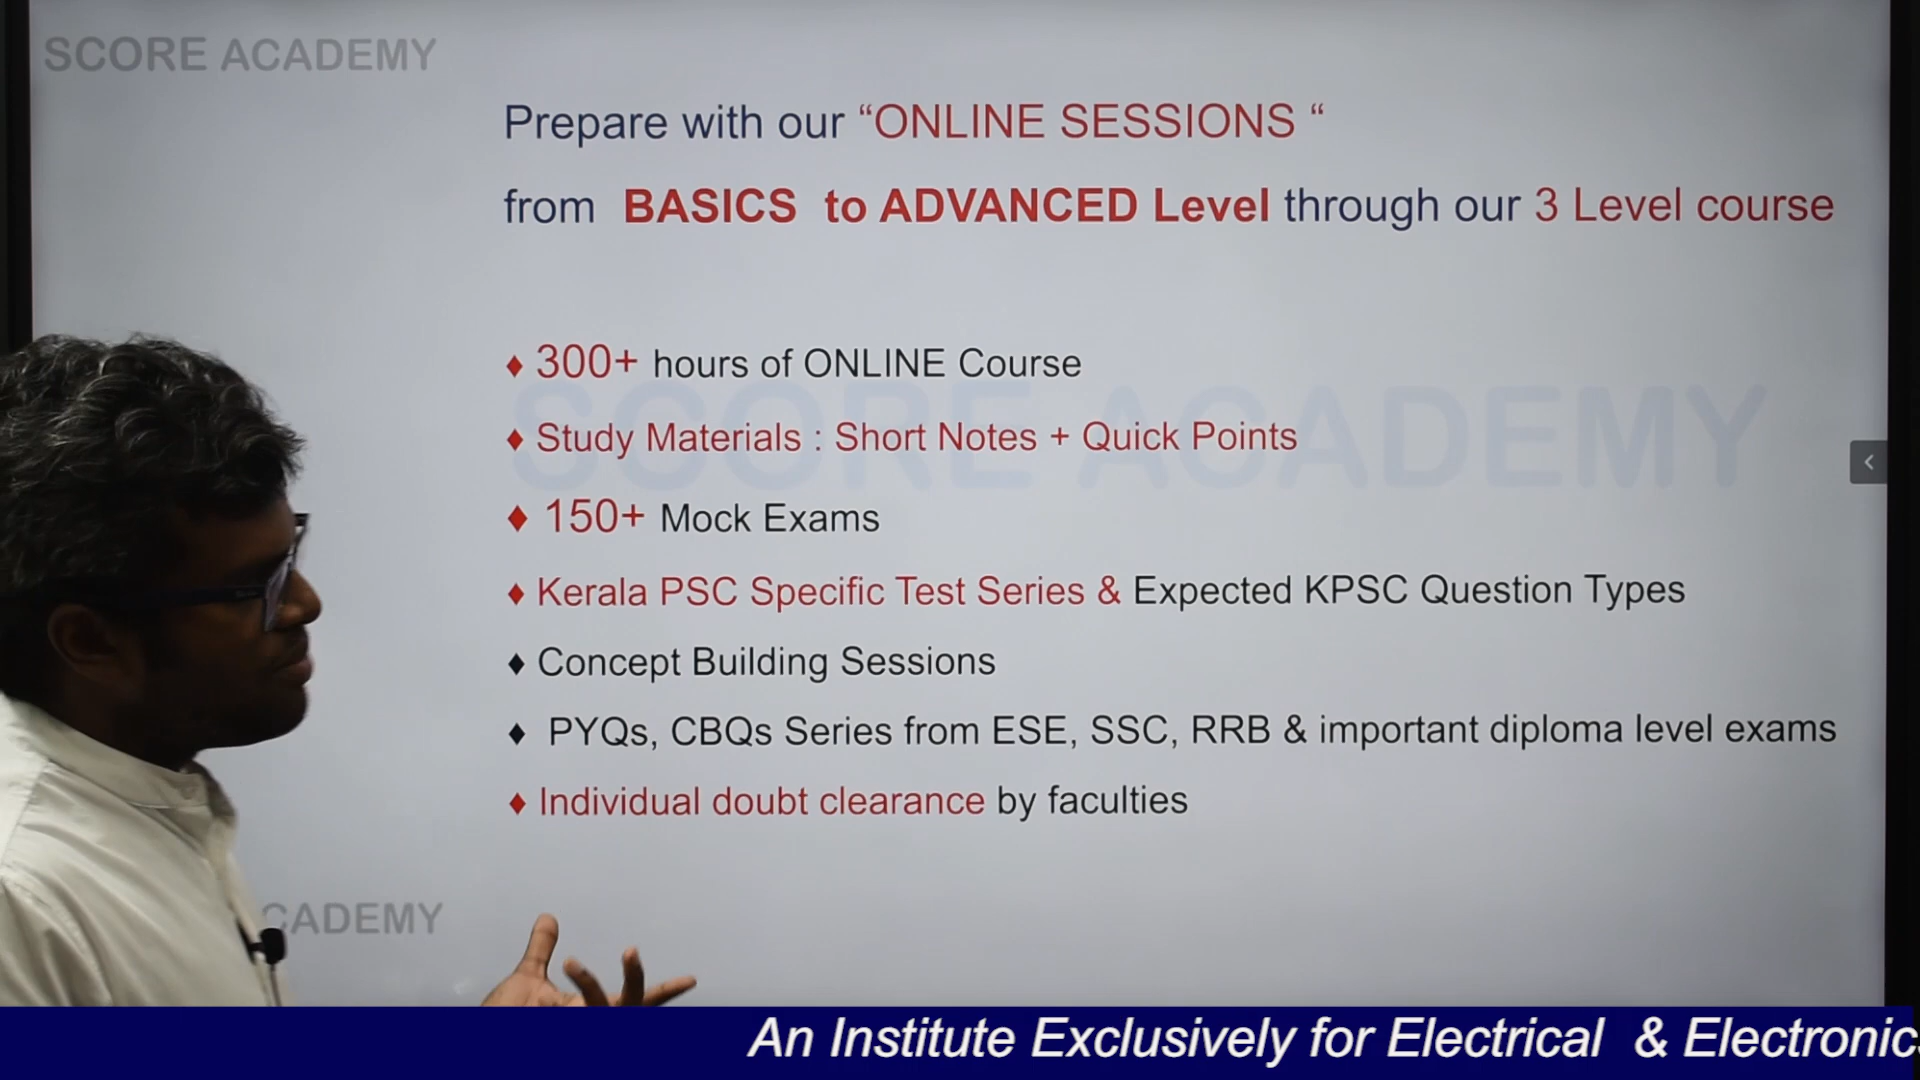 SCORE ACADEMY
Prepare with our “ONLINE SESSIONS “
from BASICS to ADVANCED Level through our 3 Level course
♦ 300+ hours of ONLINE Course
SCORE ACADEMY
♦ Study Materials : Short Notes + Quick Points
♦ 150+ Mock Exams
♦ Kerala PSC Specific Test Series & Expected KPSC Question Types
♦ Concept Building Sessions
♦ PYQs, CBQs Series from ESE, SSC, RRB & important diploma level exams
♦ Individual doubt clearance by faculties
CADEMY
An Institute Exclusively for Electrical & Electronics